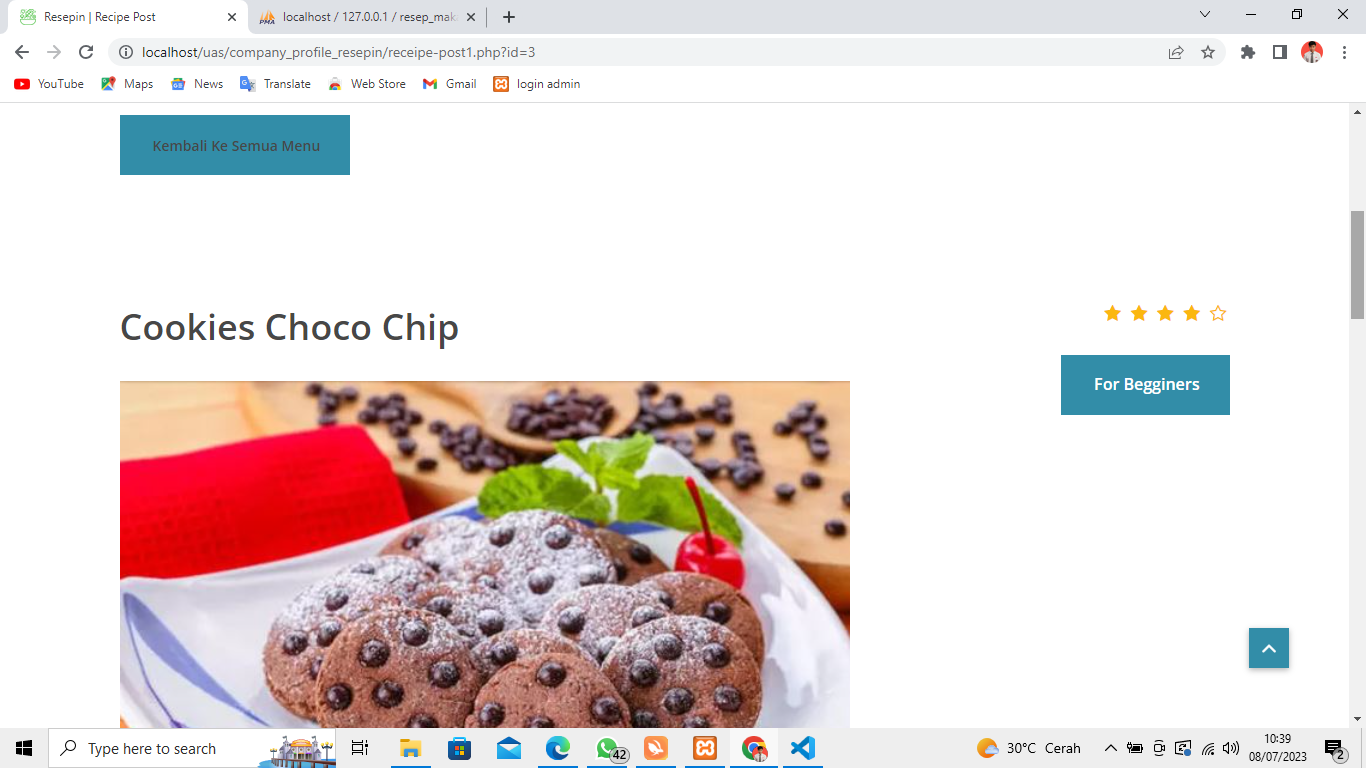 Resepin | Recipe Post
localhost / 127.0.0.1 / resep_mak
localhost/uas/company_profile_resepin/receipe-post1.php?id=3
YouTube
Maps
News
Translate
Web Store
Gmail
login admin
Kembali Ke Semua Menu
Cookies Choco Chip
For Begginers
Type here to search
42
30°C Cerah
10:39
08/07/2023
2